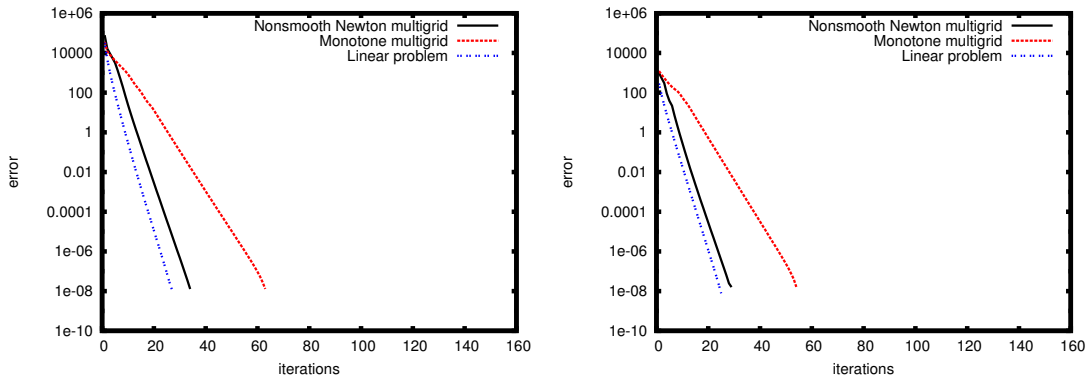 1e+06
10000
100
1
0.01
0.0001
1e-06
1e-08
1e-10
error
0 20 40 60 80 100 120 140 160
iterations
Nonsmooth Newton multigrid
Monotone multigrid
Linear problem
1e+06
10000
100
1
0.01
0.0001
1e-06
1e-08
1e-10
error
0 20 40 60 80 100 120 140 160
iterations
Nonsmooth Newton multigrid
Monotone multigrid
Linear problem